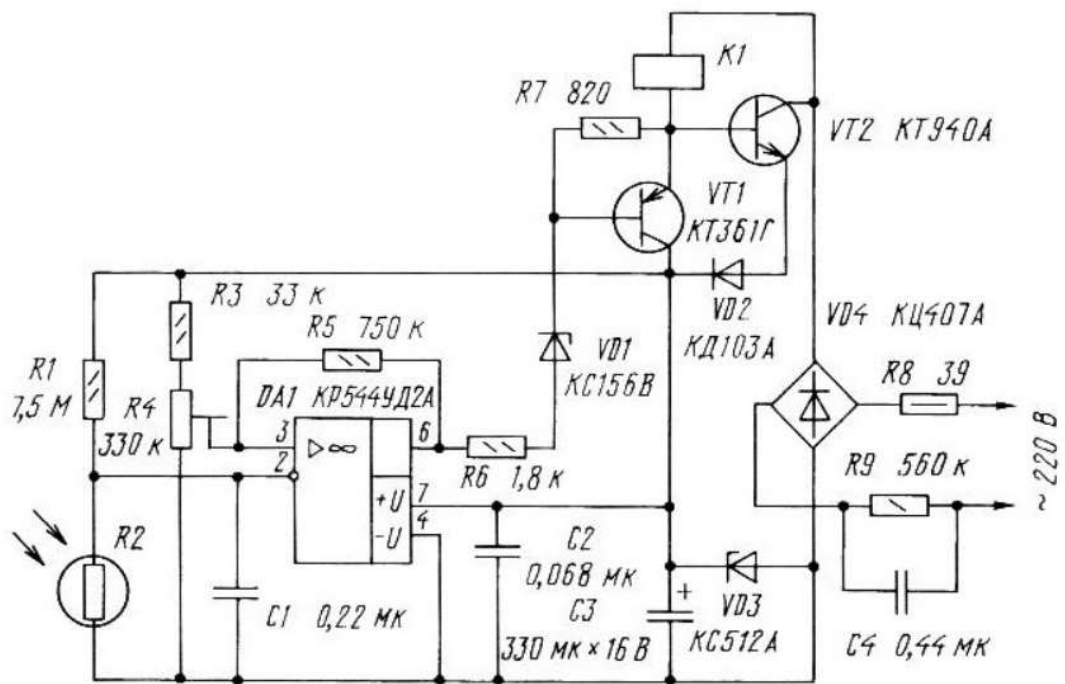 K1
R7 820
VT2 КТ940А
VT1
КТ361Г
R3 33 к
VD2
КД103А
VD4 КЦ407А
R5 750 к
VD1
КС156В
R8 39
R1
7,5 М
R4
330 к
DA1 КР544УД2А
3
▷∞
6
2
R6 1,8 к
R9 560 к
~ 220 В
+U
7
-U
4
R2
C2
0,068 мк
C1 0,22 мк
C3
330 мк × 16 В
+
VD3
КС512А
C4 0,44 мк